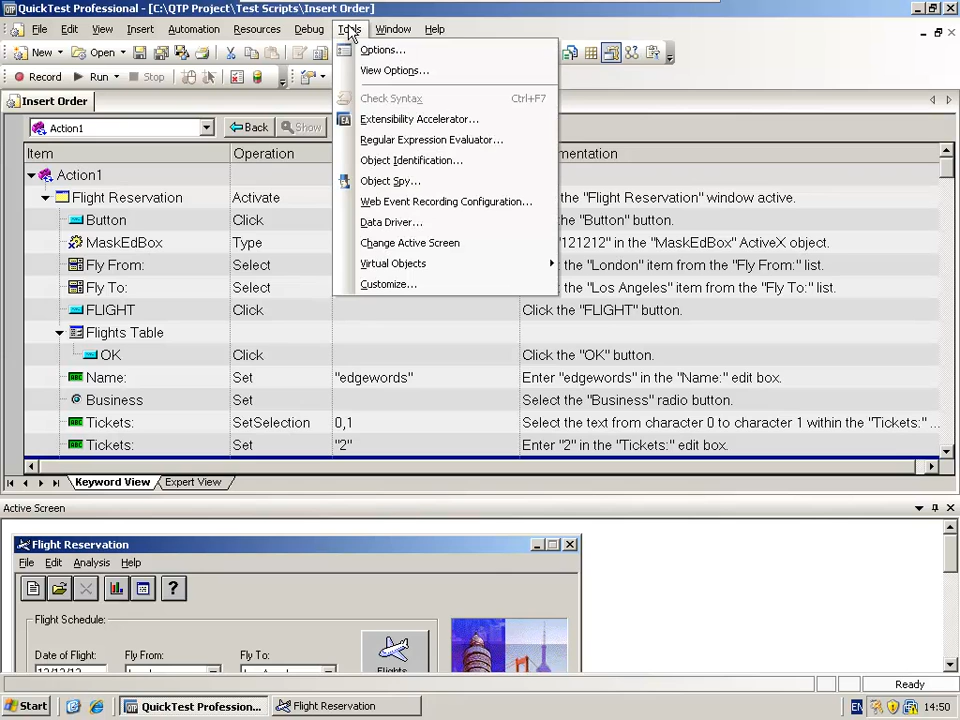 QuickTest Professional - [C:\QTP Project\Test Scripts\Insert Order]
File Edit View Insert Automation Resources Debug Tools Window Help
New Open
Record Run Stop
Options...
View Options...
Check Syntax Ctrl+F7
Extensibility Accelerator...
Regular Expression Evaluator...
Object Identification...
Object Spy...
Web Event Recording Configuration...
Data Driver...
Change Active Screen
Virtual Objects
Customize...
Insert Order
Action1 Back Show
Item Operation mentation
Action1
Flight Reservation Activate s the "Flight Reservation" window active.
Button Click the "Button" button.
MaskEdBox Type "121212" in the "MaskEdBox" ActiveX object.
Fly From: Select the "London" item from the "Fly From:" list.
Fly To: Select the "Los Angeles" item from the "Fly To:" list.
FLIGHT Click Click the "FLIGHT" button.
Flights Table
OK Click Click the "OK" button.
Name: Set "edgewords" Enter "edgewords" in the "Name:" edit box.
Business Set Select the "Business" radio button.
Tickets: SetSelection 0,1 Select the text from character 0 to character 1 within the "Tickets:" ...
Tickets: Set "2" Enter "2" in the "Tickets:" edit box.
Keyword View Expert View
Active Screen
Flight Reservation
File Edit Analysis Help
Flight Schedule:
Date of Flight: Fly From: Fly To:
Flights
Ready
Start QuickTest Profession... Flight Reservation EN 14:50